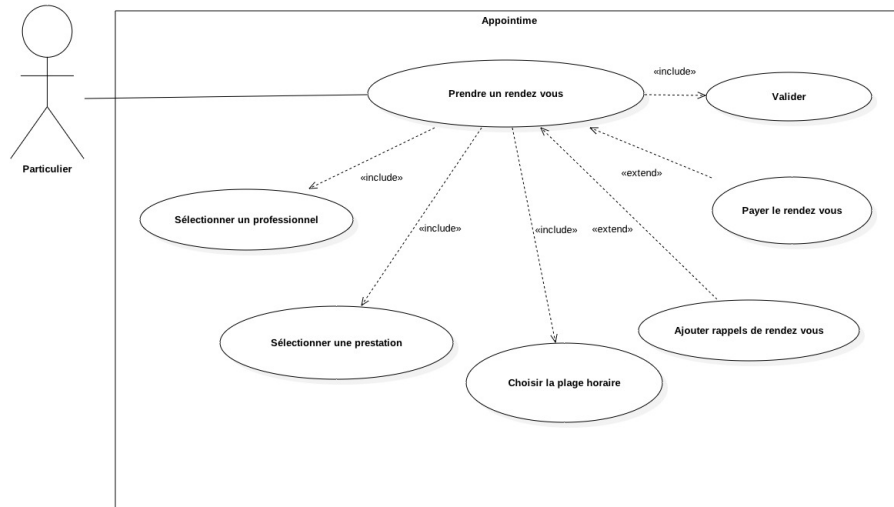 Appointime
«include»
Prendre un rendez vous
Valider
Particulier
«include»
«extend»
Sélectionner un professionnel
Payer le rendez vous
«include»
«include»
«extend»
Sélectionner une prestation
Ajouter rappels de rendez vous
Choisir la plage horaire